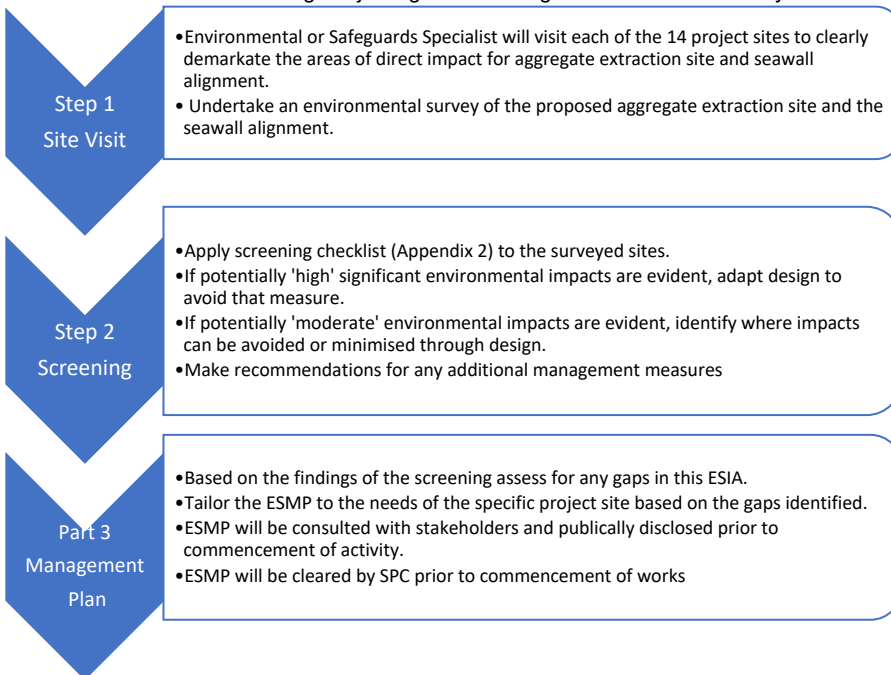 Step 1
Site Visit
•Environmental or Safeguards Specialist will visit each of the 14 project sites to clearly
demarkate the areas of direct impact for aggregate extraction site and seawall
alignment.
• Undertake an environmental survey of the proposed aggregate extraction site and the
seawall alignment.
Step 2
Screening
•Apply screening checklist (Appendix 2) to the surveyed sites.
•If potentially 'high' significant environmental impacts are evident, adapt design to
avoid that measure.
•If potentially 'moderate' environmental impacts are evident, identify where impacts
can be avoided or minimised through design.
•Make recommendations for any additional management measures
Part 3
Management
Plan
•Based on the findings of the screening assess for any gaps in this ESIA.
•Tailor the ESMP to the needs of the specific project site based on the gaps identified.
•ESMP will be consulted with stakeholders and publically disclosed prior to
commencement of activity.
•ESMP will be cleared by SPC prior to commencement of works